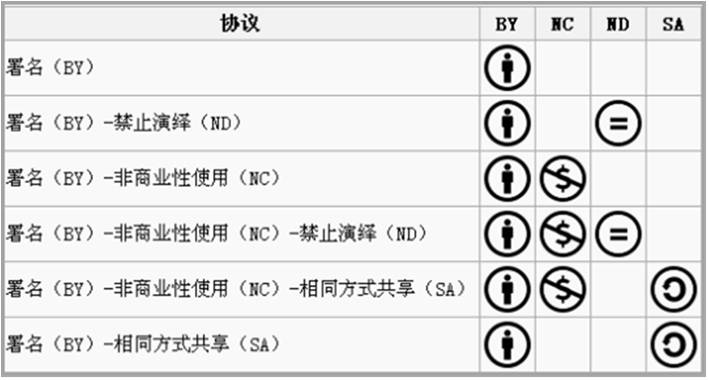 协议 BY NC ND SA
署名（BY）
署名（BY）-禁止演绎（ND）
署名（BY）-非商业性使用（NC）
署名（BY）-非商业性使用（NC）-禁止演绎（ND）
署名（BY）-非商业性使用（NC）-相同方式共享（SA）
署名（BY）-相同方式共享（SA）